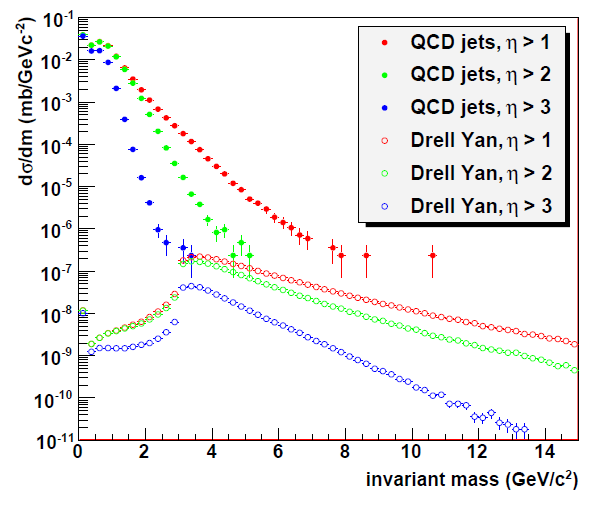 dσ/dm (mb/GeVc⁻²)
10⁻¹
10⁻²
10⁻³
10⁻⁴
10⁻⁵
10⁻⁶
10⁻⁷
10⁻⁸
10⁻⁹
10⁻¹⁰
10⁻¹¹
QCD jets, η > 1
QCD jets, η > 2
QCD jets, η > 3
Drell Yan, η > 1
Drell Yan, η > 2
Drell Yan, η > 3
0 2 4 6 8 10 12 14
invariant mass (GeV/c²)